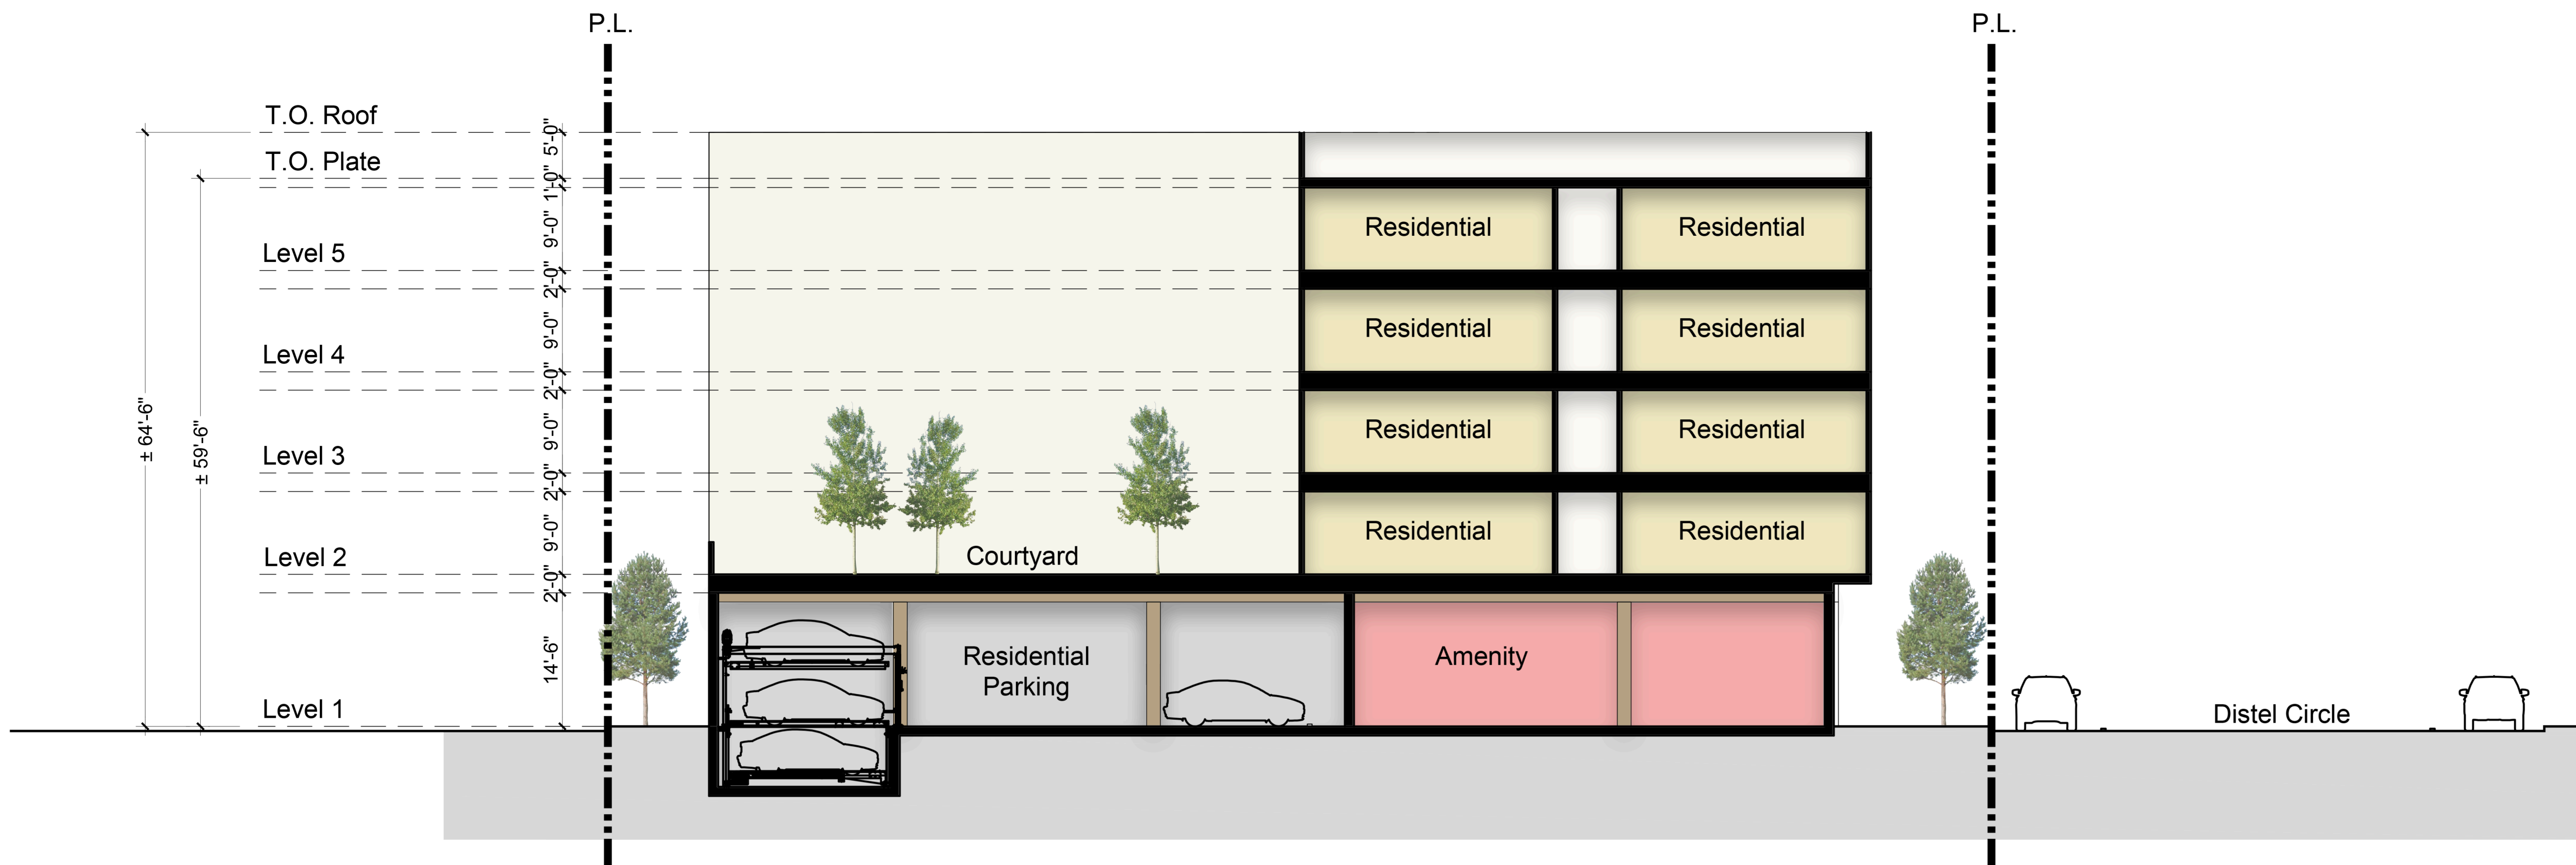 P.L.
P.L.
T.O. Roof
5'-0"
T.O. Plate
1'-0"
9'-0"
Residential
Residential
Level 5
2'-0"
9'-0"
Residential
Residential
Level 4
2'-0"
± 64'-6"
± 59'-6"
9'-0"
Residential
Residential
Level 3
2'-0"
9'-0"
Residential
Residential
Level 2
Courtyard
2'-0"
14'-6"
Residential
Parking
Amenity
Level 1
Distel Circle